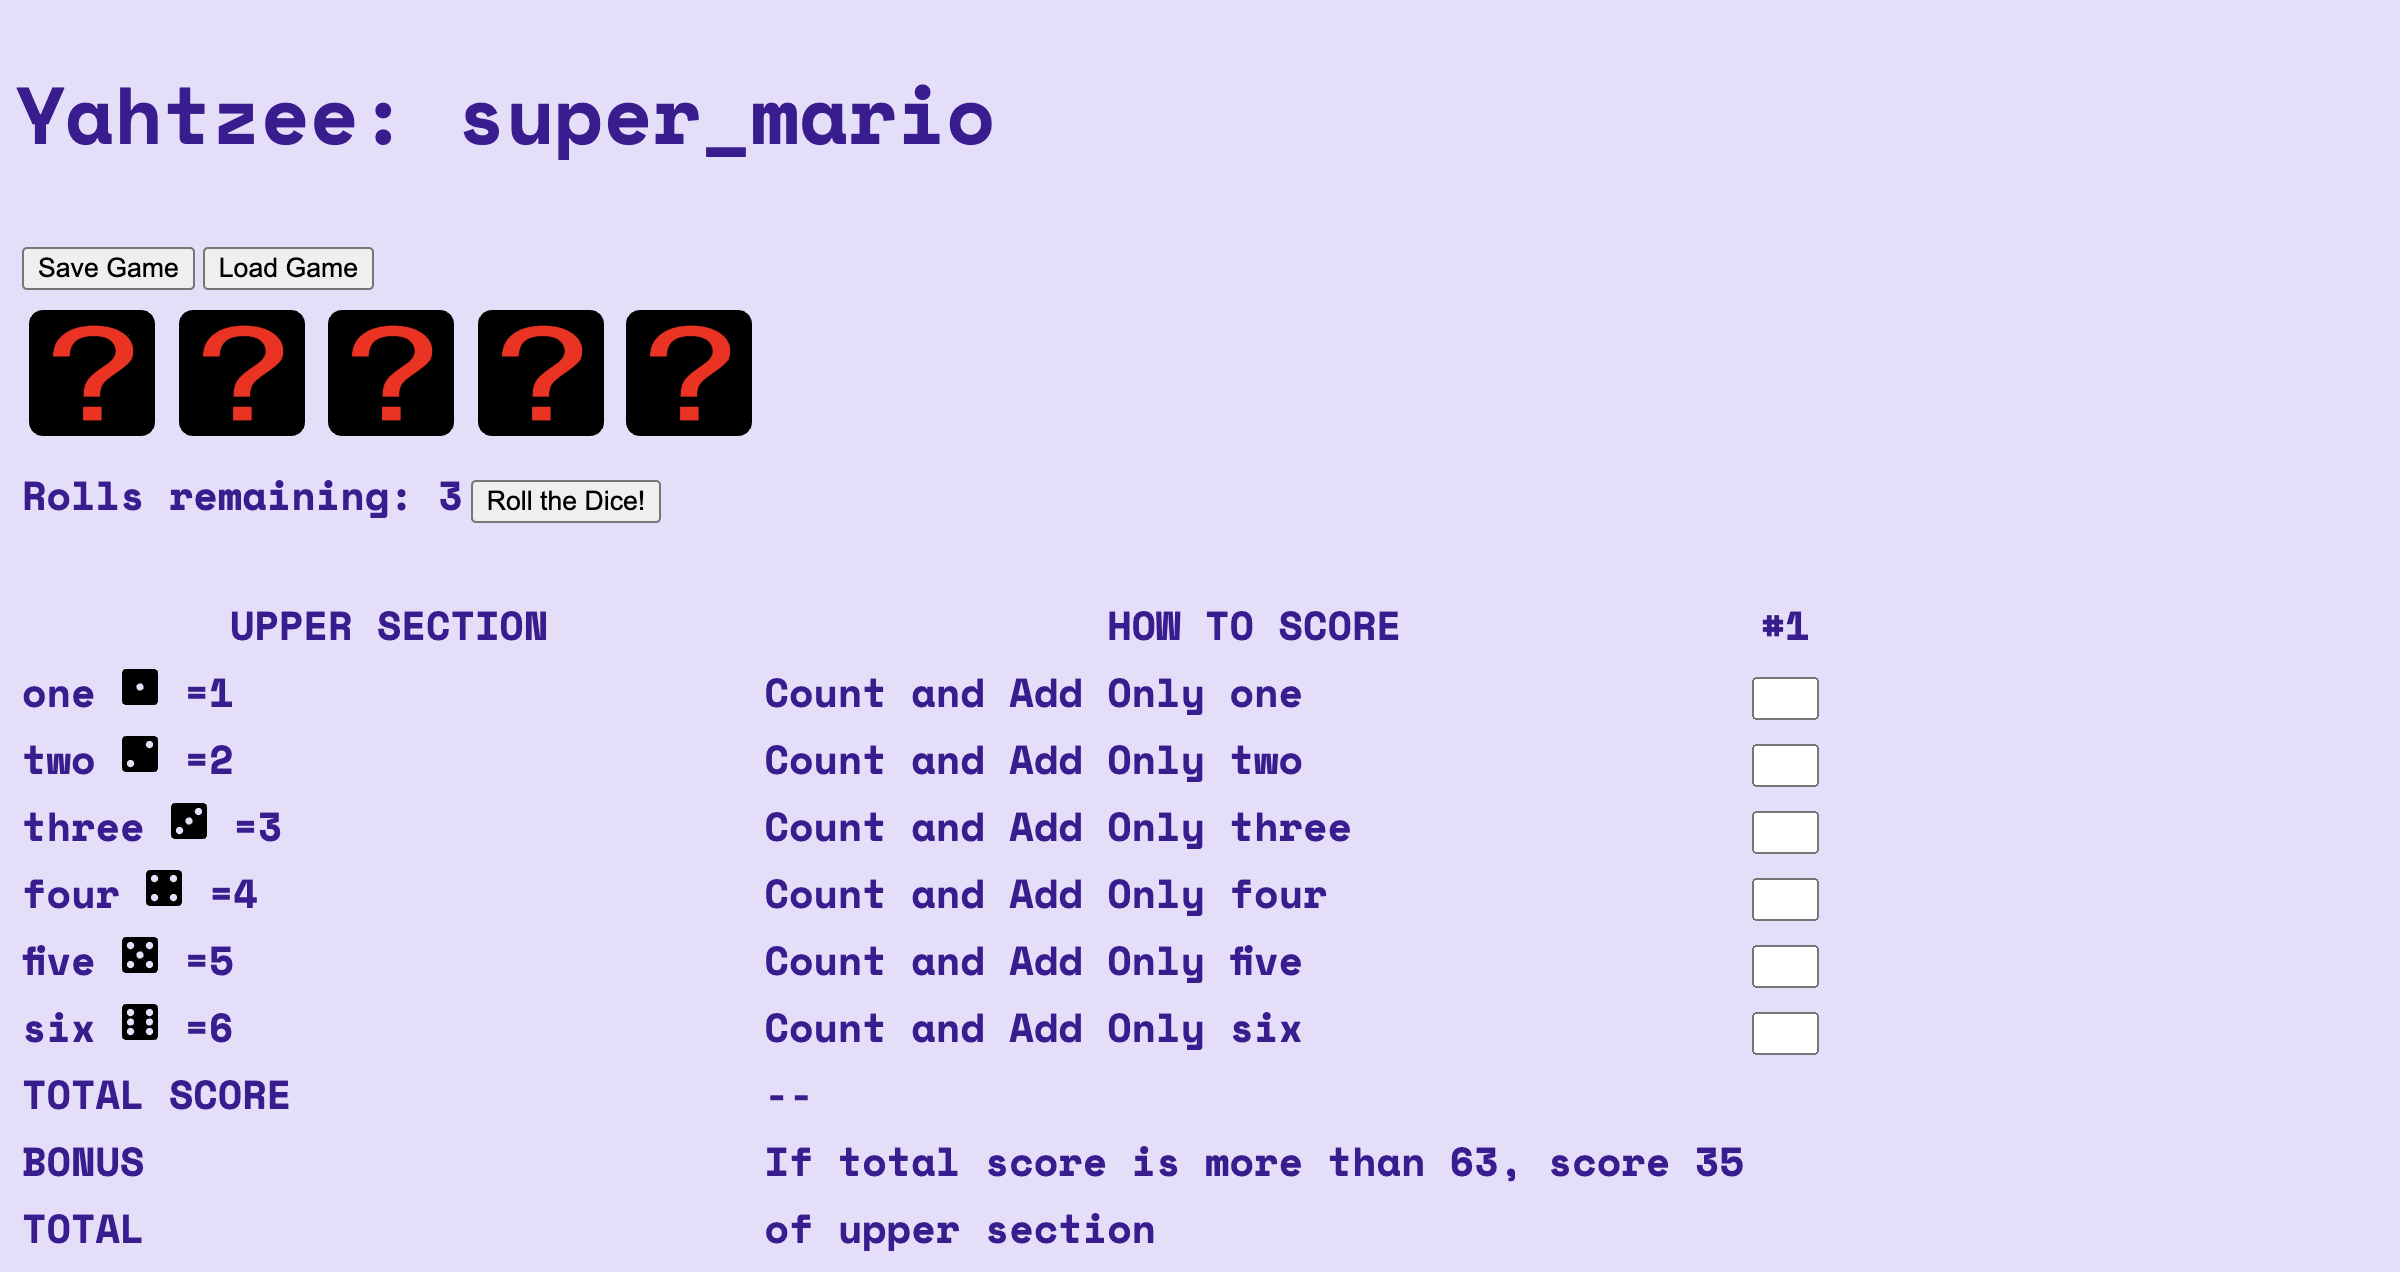 Yahtzee: super_mario
Save Game Load Game
? ? ? ? ?
Rolls remaining: 3 Roll the Dice!
UPPER SECTION HOW TO SCORE #1
one =1 Count and Add Only one
two =2 Count and Add Only two
three =3 Count and Add Only three
four =4 Count and Add Only four
five =5 Count and Add Only five
six =6 Count and Add Only six
TOTAL SCORE --
BONUS If total score is more than 63, score 35
TOTAL of upper section